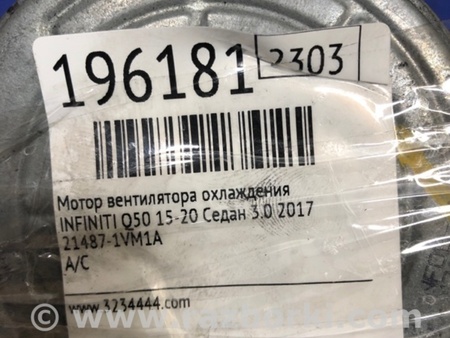 196181 2303
Мотор вентилятора охлаждения
INFINITI Q50 15-20 Седан 3.0 2017
21487-1VM1A
A/C
www.3234444.com